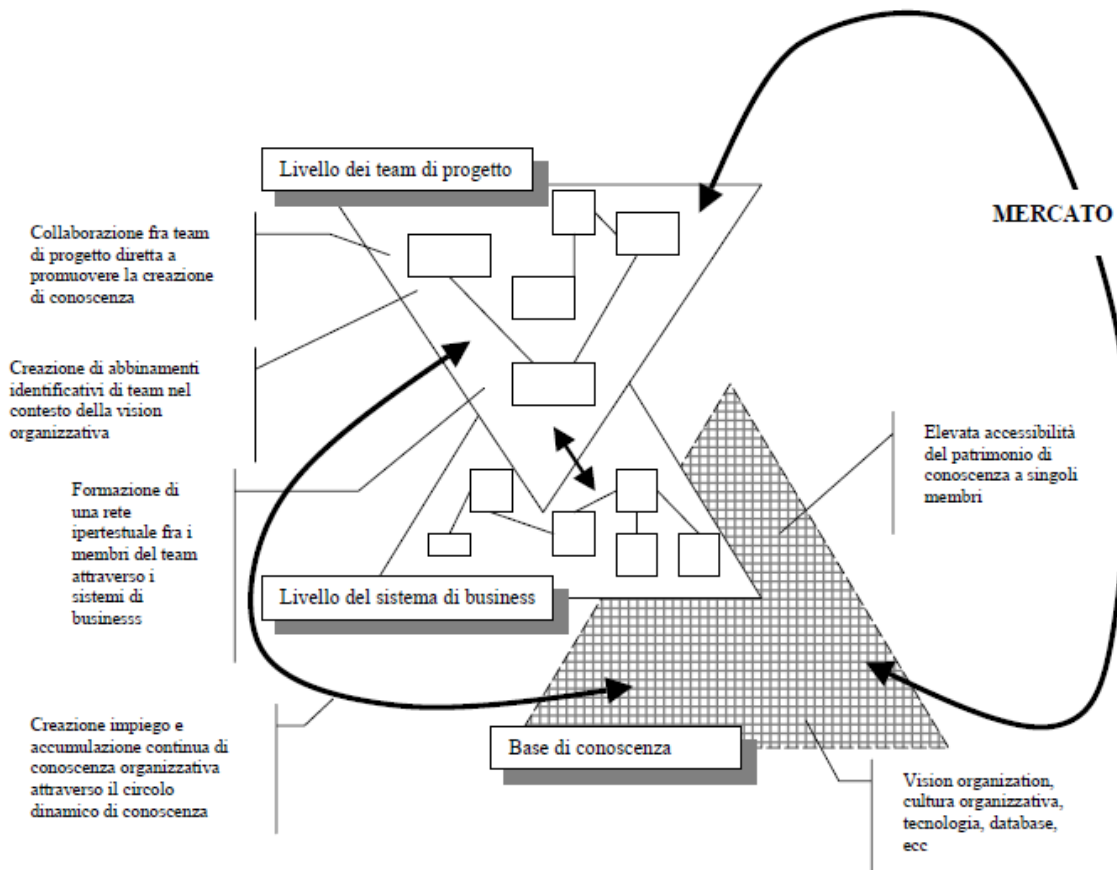 Livello dei team di progetto
MERCATO
Collaborazione fra team
di progetto diretta a
promuovere la creazione
di conoscenza
Creazione di abbinamenti
identificativi di team nel
contesto della vision
organizzativa
Elevata accessibilità
del patrimonio di
conoscenza a singoli
membri
Formazione di
una rete
ipertestuale fra i
membri del team
attraverso i
sistemi di
businesss
Livello del sistema di business
Creazione impiego e
accumulazione continua di
conoscenza organizzativa
attraverso il circolo
dinamico di conoscenza
Base di conoscenza
Vision organization,
cultura organizzativa,
tecnologia, database,
ecc